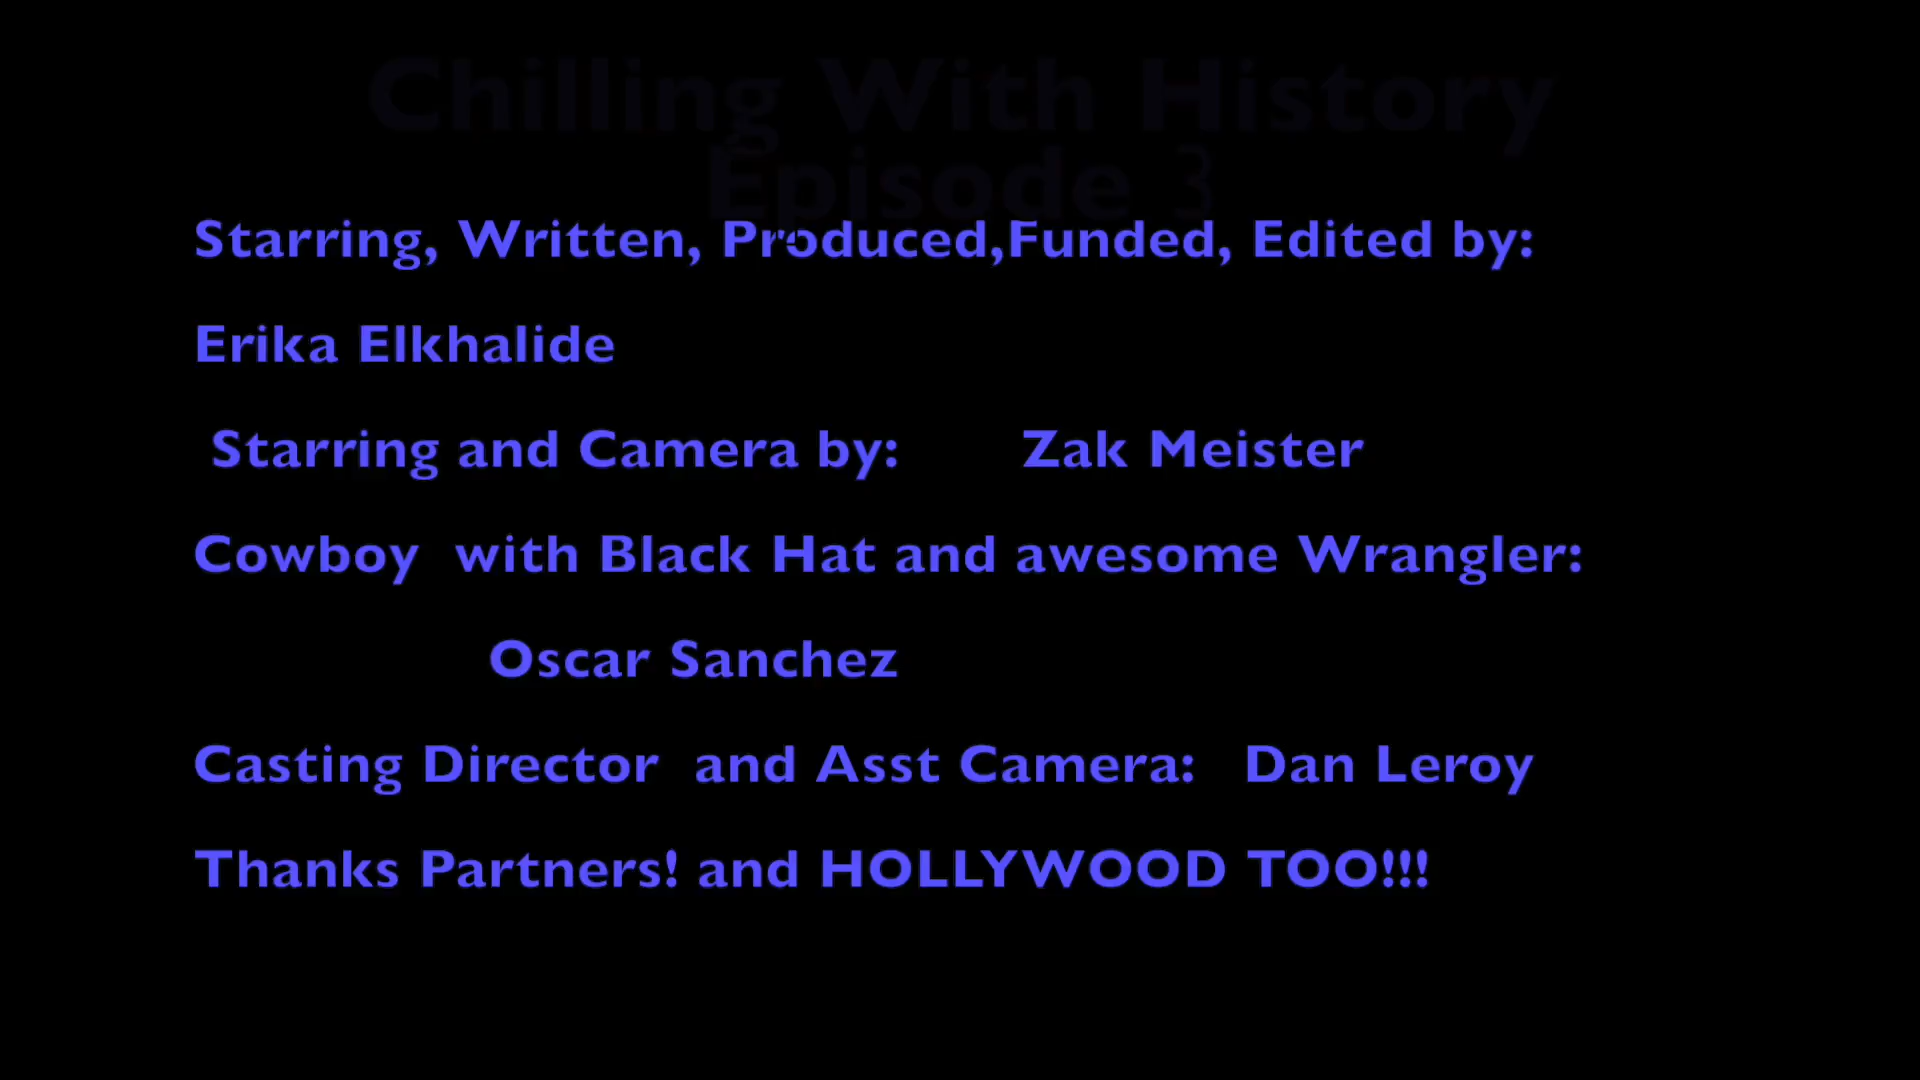 Chilling With History
Episode 3
Starring, Written, Produced,Funded, Edited by:
Erika Elkhalide
Starring and Camera by: Zak Meister
Cowboy with Black Hat and awesome Wrangler:
Oscar Sanchez
Casting Director and Asst Camera: Dan Leroy
Thanks Partners! and HOLLYWOOD TOO!!!